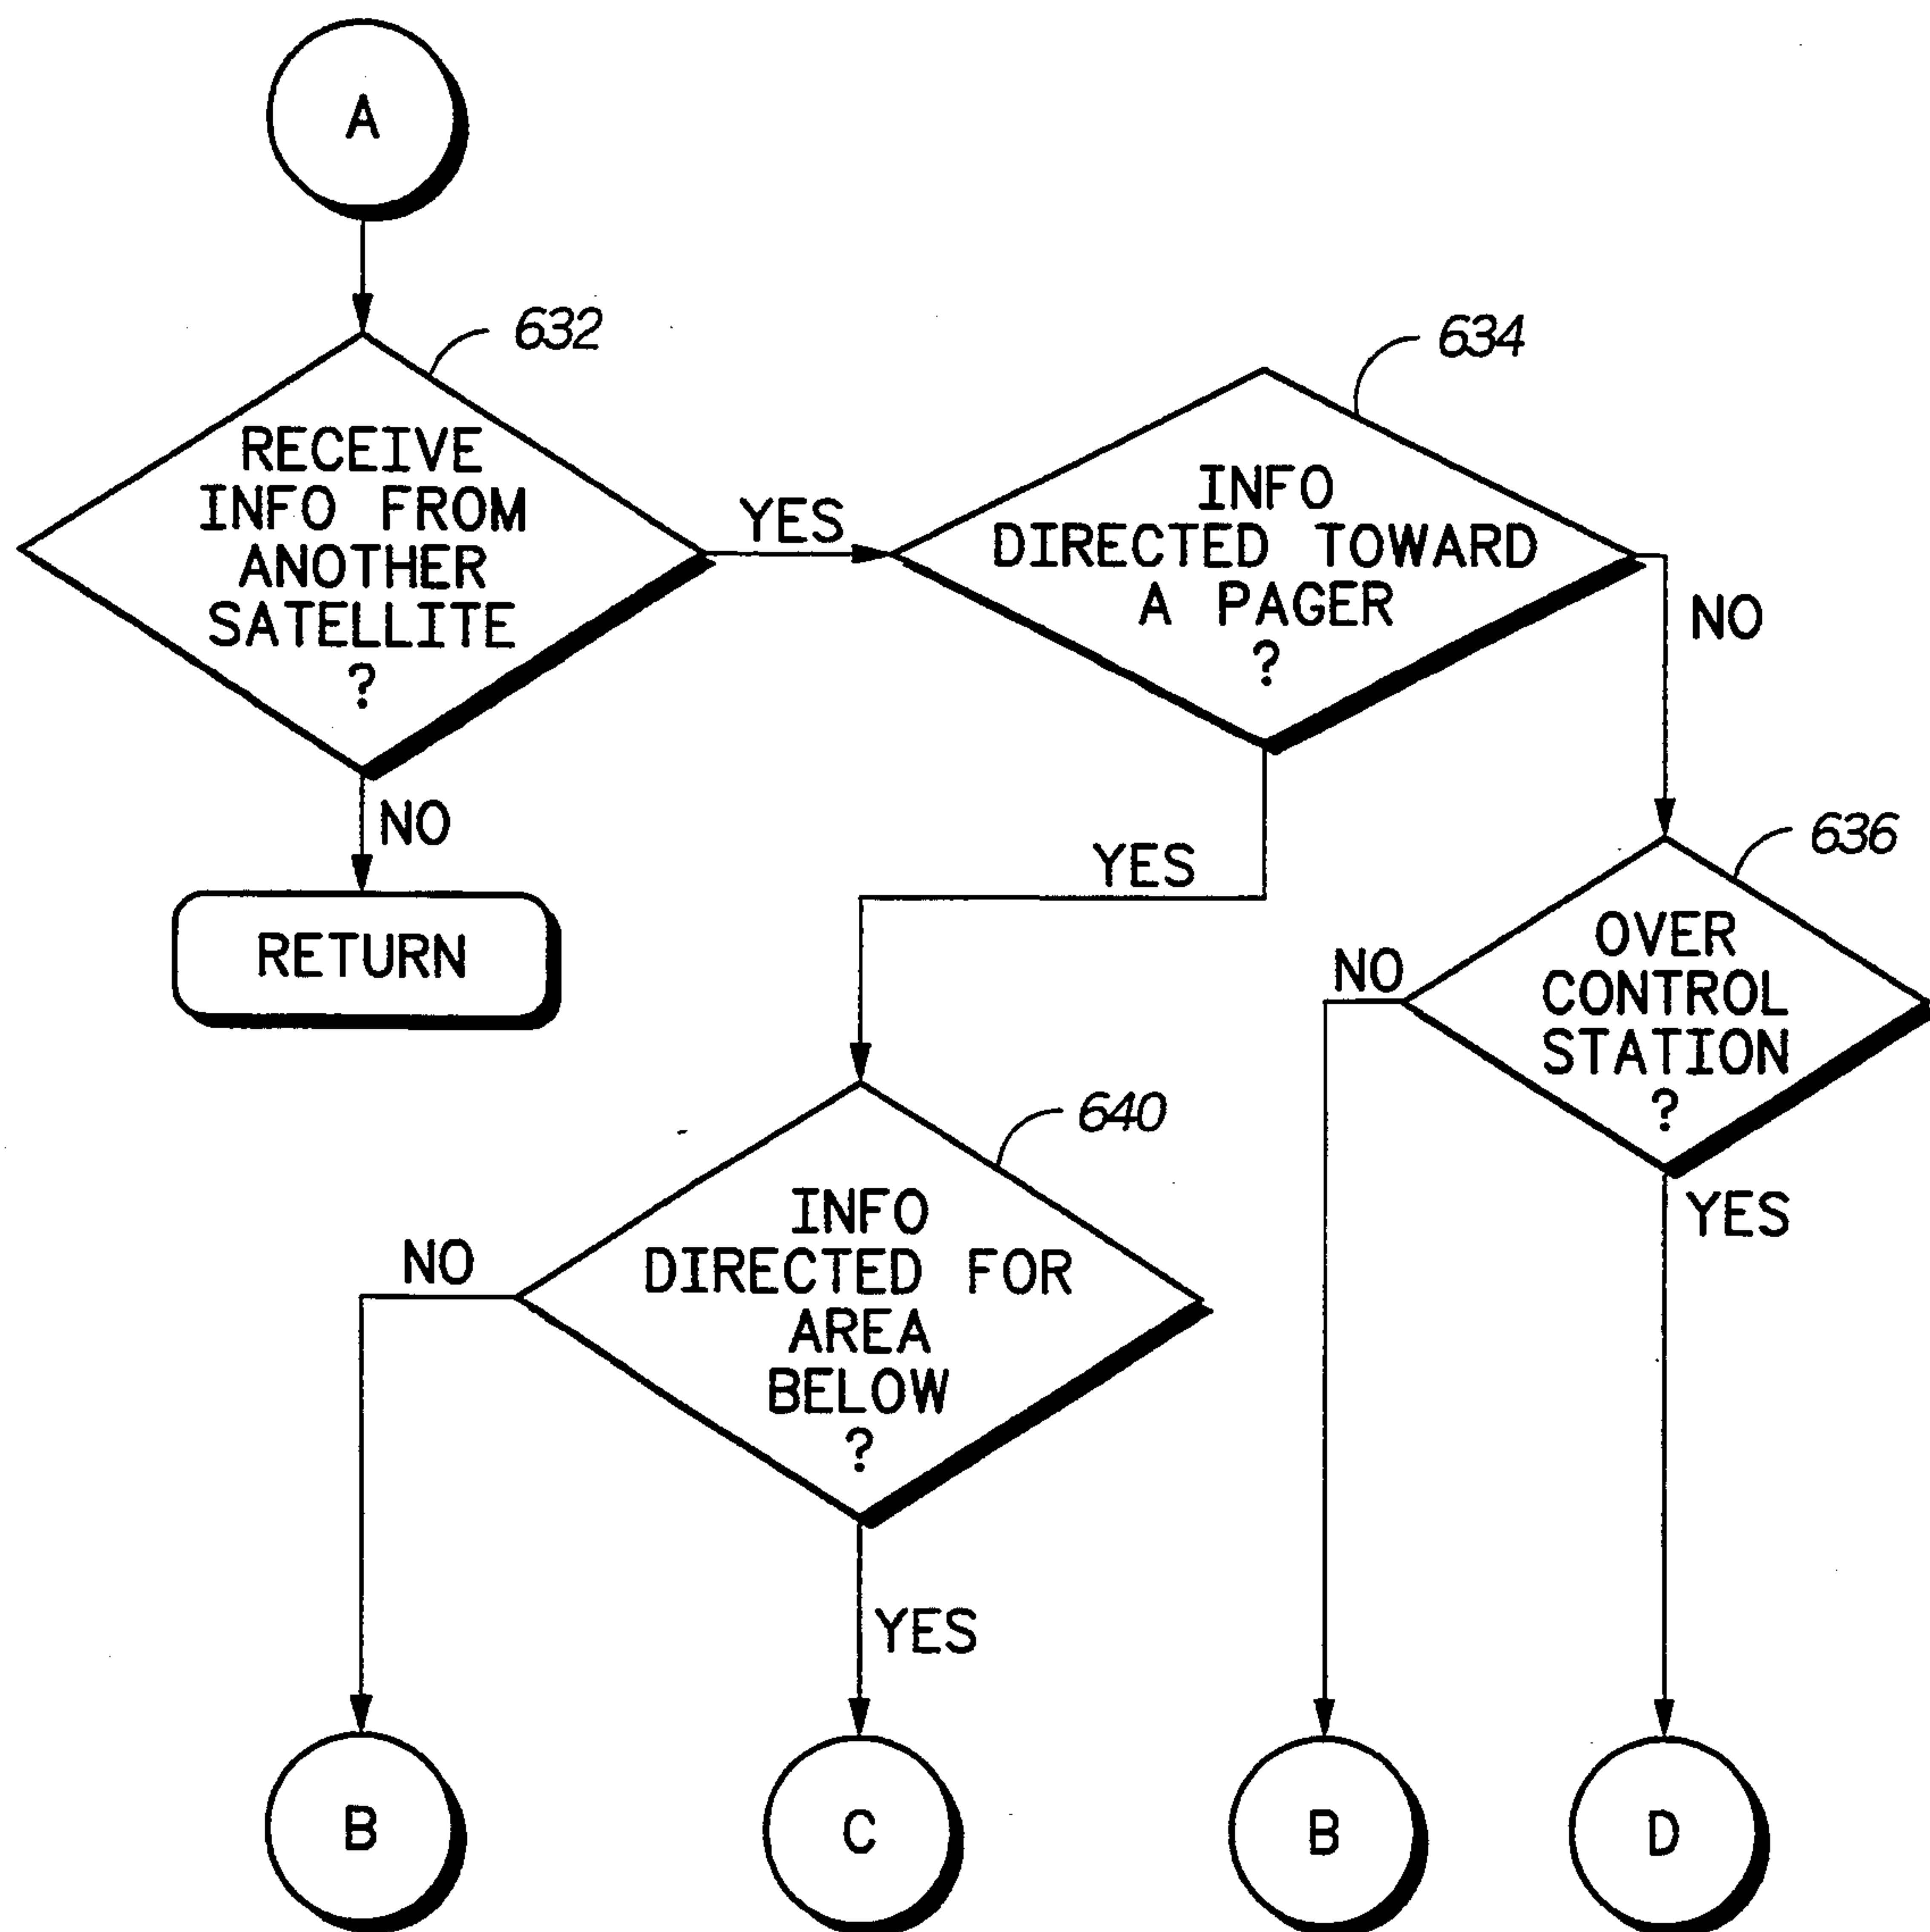 A
632
RECEIVE
INFO FROM
ANOTHER
SATELLITE
?
YES
634
INFO
DIRECTED TOWARD
A PAGER
?
NO
NO
RETURN
YES
636
OVER
CONTROL
STATION
?
NO
YES
640
INFO
DIRECTED FOR
AREA
BELOW
?
NO
YES
B
C
B
D